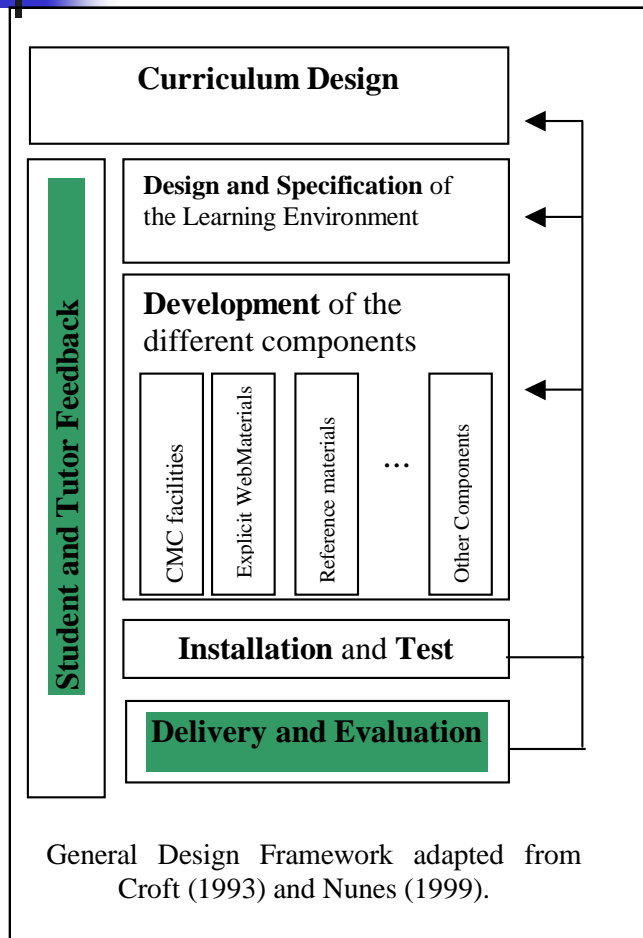 Curriculum Design
Student and Tutor Feedback
Design and Specification of
the Learning Environment
Development of the
different components
CMC facilities
Explicit WebMaterials
Reference materials
...
Other Components
Installation and Test
Delivery and Evaluation
General Design Framework adapted from
Croft (1993) and Nunes (1999).